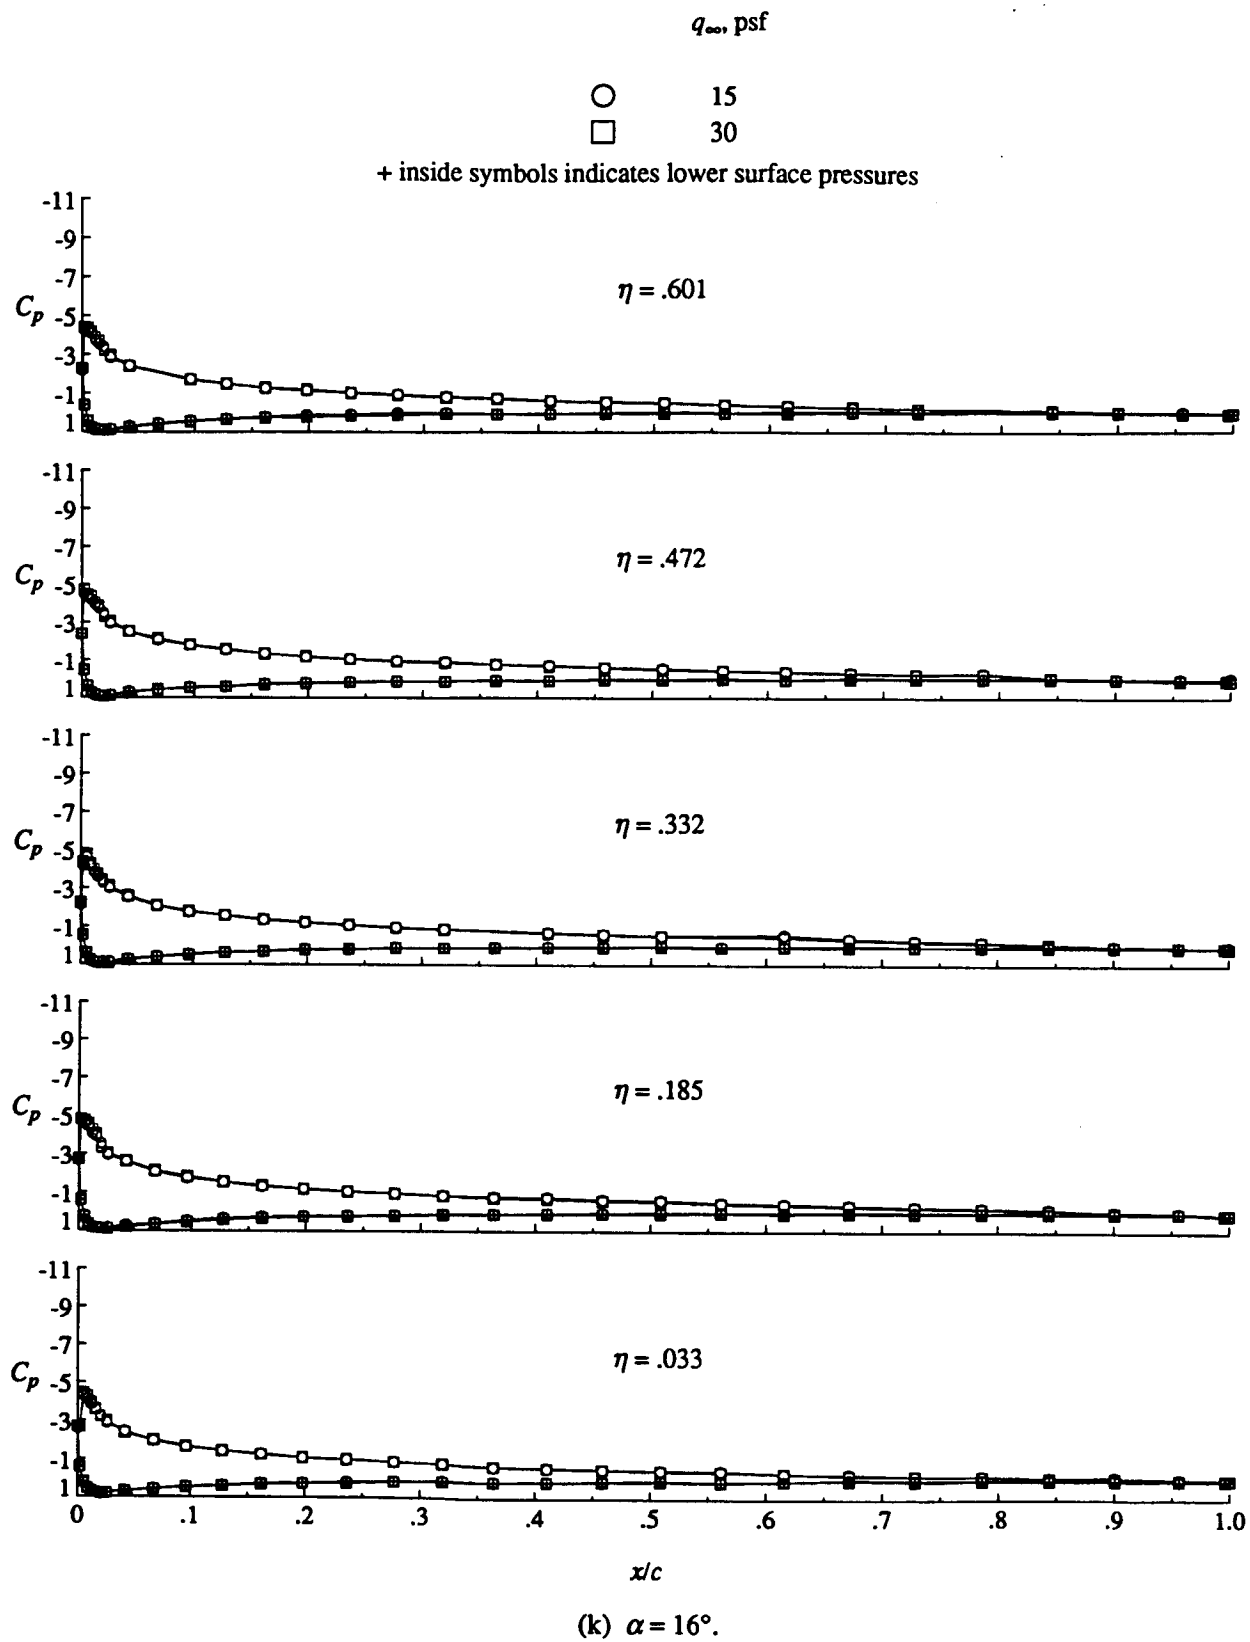 q∞, psf
○ 15
□ 30
+ inside symbols indicates lower surface pressures
-11
-9
-7
η = .601
Cp -5
-3
-1
1
-11
-9
-7
η = .472
Cp -5
-3
-1
1
-11
-9
-7
η = .332
Cp -5
-3
-1
1
-11
-9
-7
η = .185
Cp -5
-3
-1
1
-11
-9
-7
η = .033
Cp -5
-3
-1
1
0 .1 .2 .3 .4 .5 .6 .7 .8 .9 1.0
x/c
(k) α = 16°.